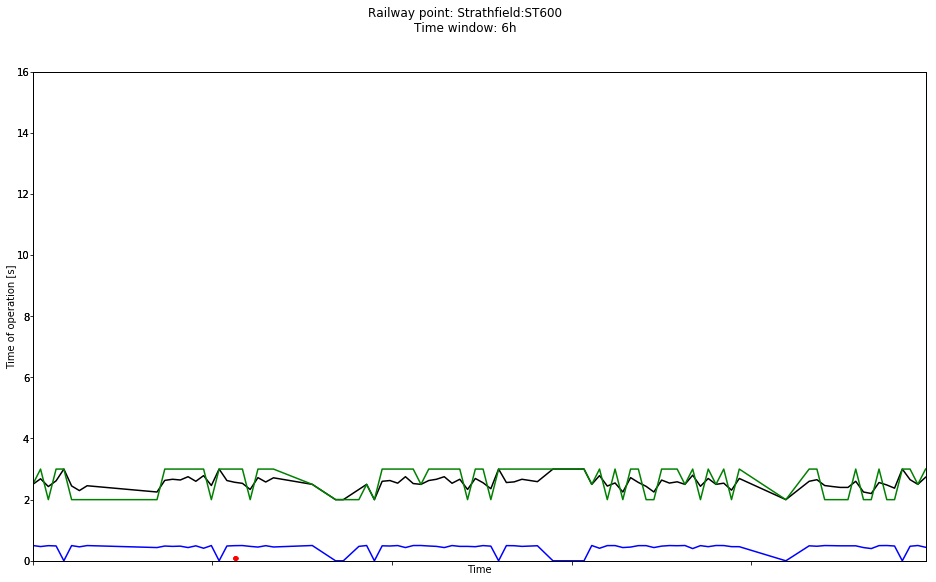 Railway point: Strathfield:ST600
Time window: 6h
16
14
12
10
8
6
4
2
0
Time of operation [s]
Time